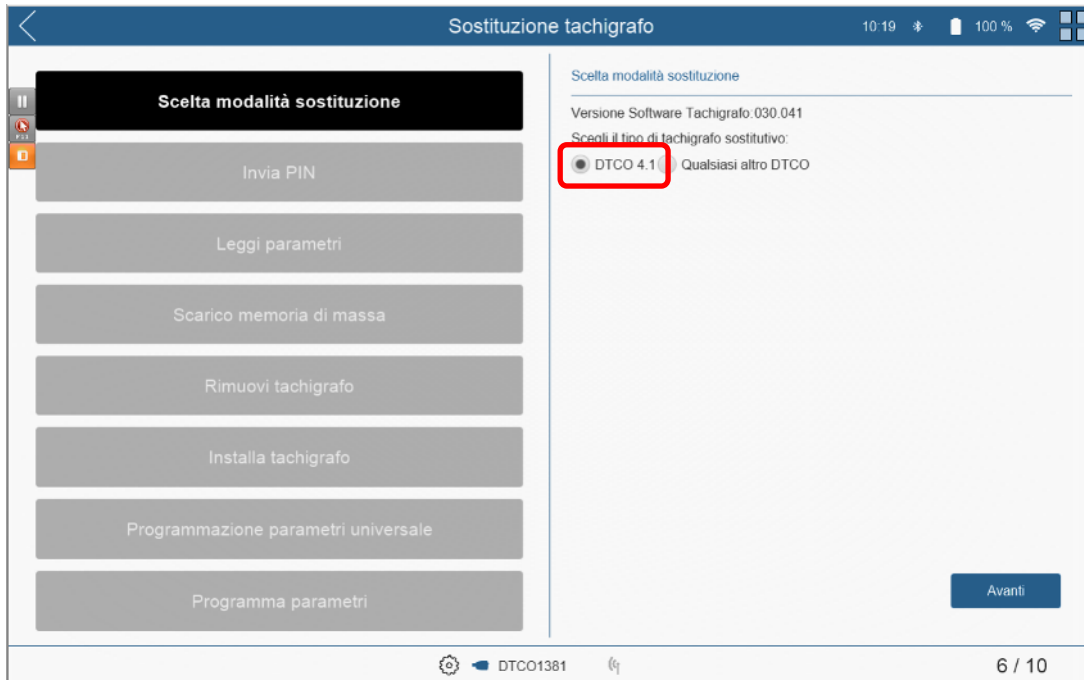 Sostituzione tachigrafo
10:19
100 %
Scelta modalità sostituzione
Invia PIN
Leggi parametri
Scarico memoria di massa
Rimuovi tachigrafo
Installa tachigrafo
Programmazione parametri universale
Programma parametri
Scelta modalità sostituzione
Versione Software Tachigrafo:030.041
Scegli il tipo di tachigrafo sostitutivo:
DTCO 4.1 Qualsiasi altro DTCO
Avanti
DTCO1381
6 / 10